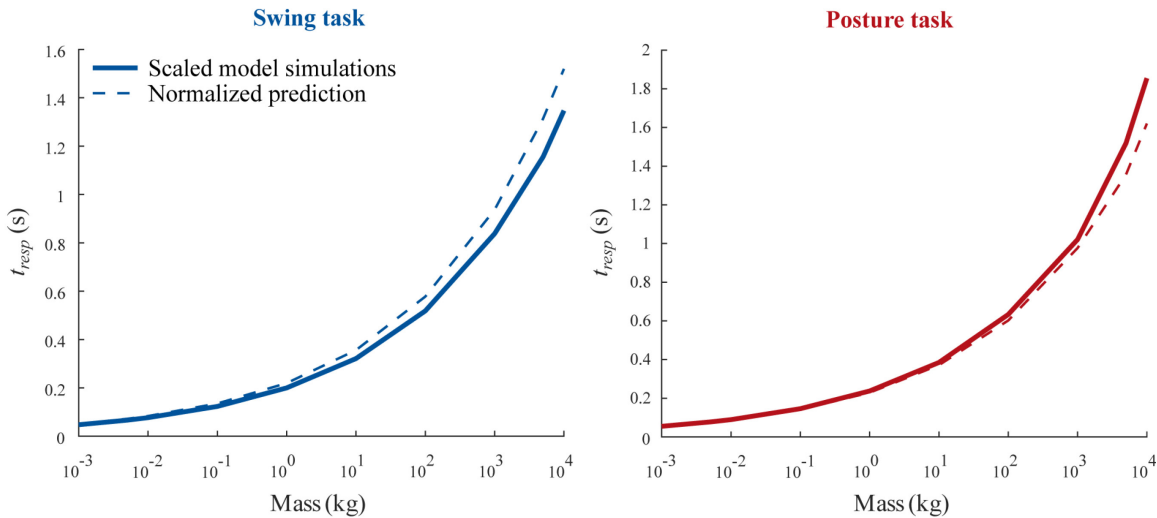 Swing task
1.6
1.4
1.2
1
0.8
0.6
0.4
0.2
0
t_resp (s)
Scaled model simulations
Normalized prediction
10^-3 10^-2 10^-1 10^0 10^1 10^2 10^3 10^4
Mass (kg)
Posture task
2
1.8
1.6
1.4
1.2
1
0.8
0.6
0.4
0.2
0
t_resp (s)
10^-3 10^-2 10^-1 10^0 10^1 10^2 10^3 10^4
Mass (kg)